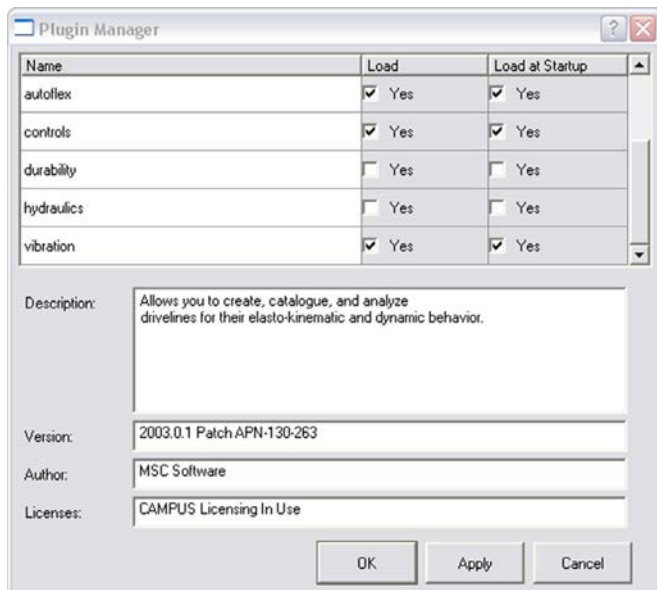 Plugin Manager
Name Load Load at Startup
autoflex Yes Yes
controls Yes Yes
durability Yes Yes
hydraulics Yes Yes
vibration Yes Yes
Description: Allows you to create, catalogue, and analyze
drivelines for their elasto-kinematic and dynamic behavior.
Version: 2003.0.1 Patch APN-130-263
Author: MSC Software
Licenses: CAMPUS Licensing In Use
OK Apply Cancel